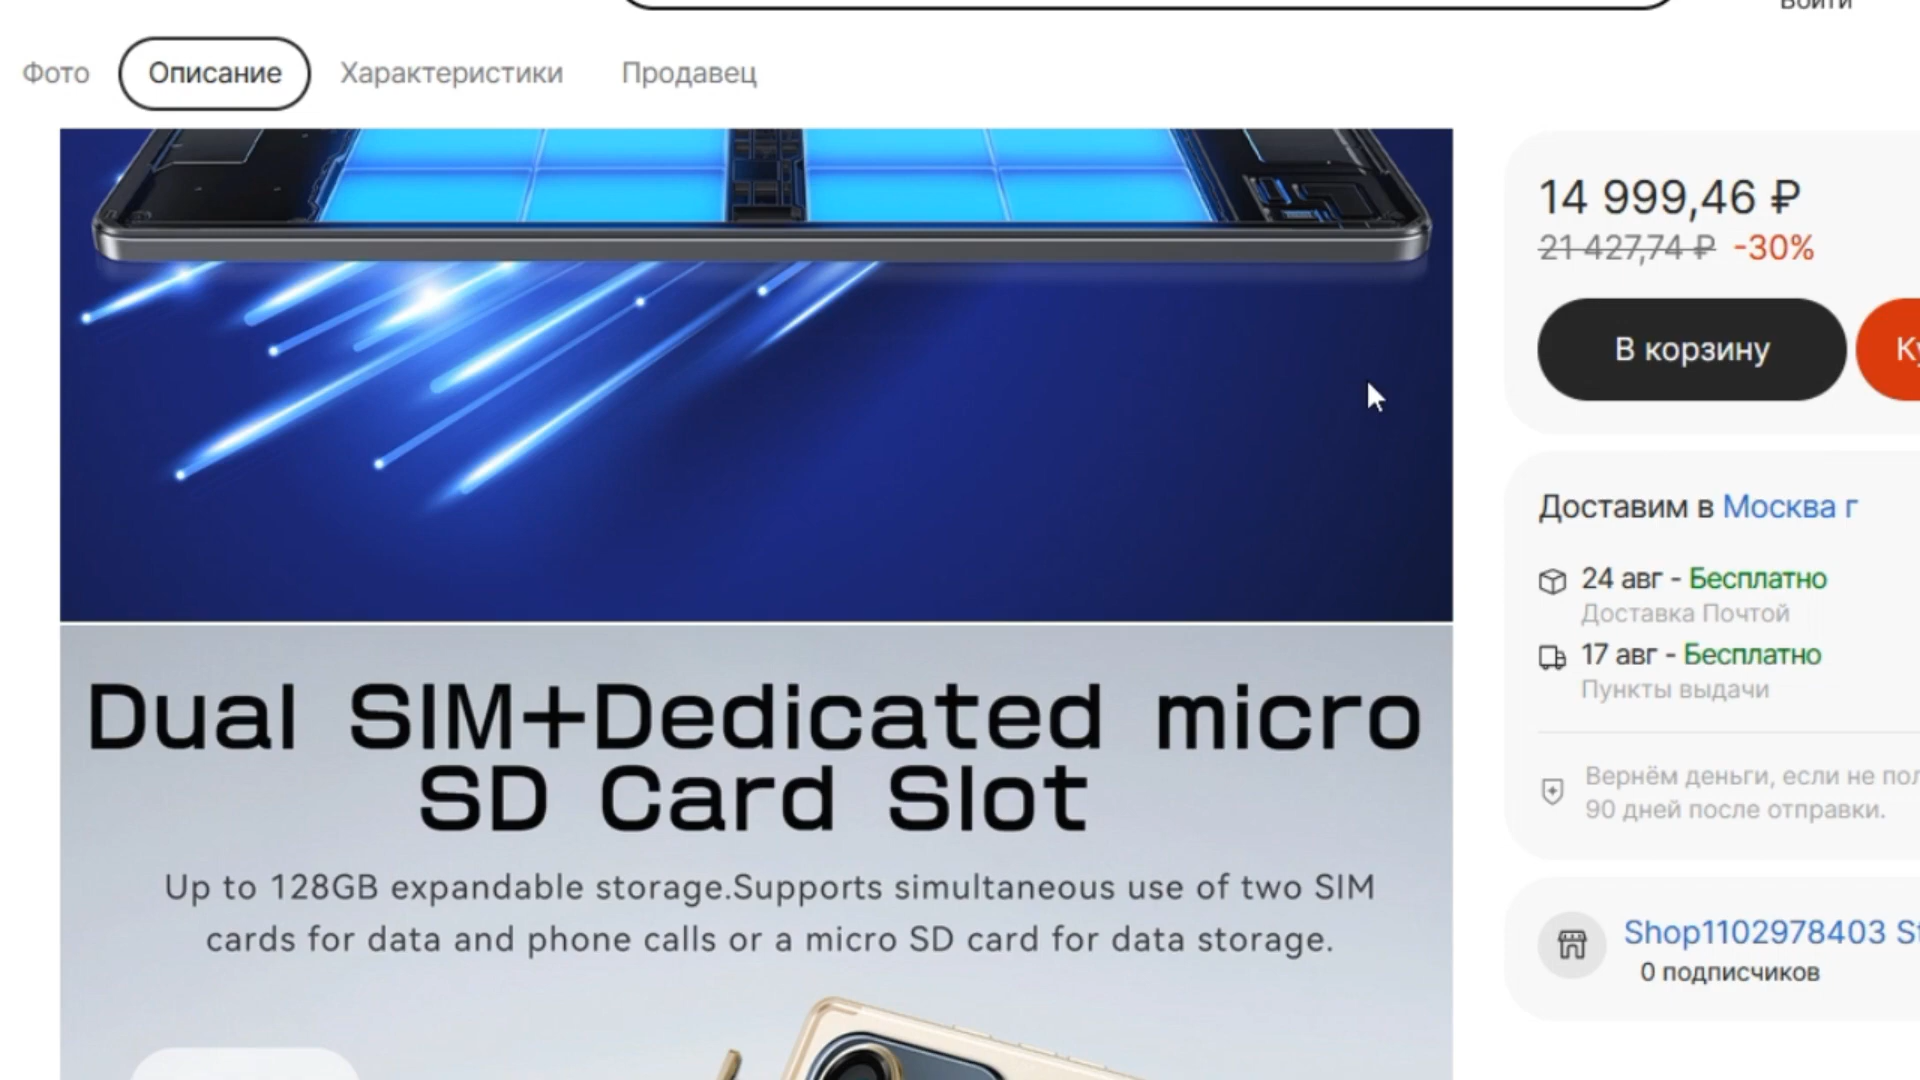 Войти
Фото Описание Характеристики Продавец
14 999,46 ₽
21 427,74 ₽ -30%
В корзину
Доставим в Москва г
24 авг - Бесплатно
Доставка Почтой
17 авг - Бесплатно
Пункты выдачи
Вернём деньги, если не
90 дней после отправки.
Shop1102978403
0 подписчиков
Dual SIM+Dedicated micro
SD Card Slot
Up to 128GB expandable storage.Supports simultaneous use of two SIM
cards for data and phone calls or a micro SD card for data storage.